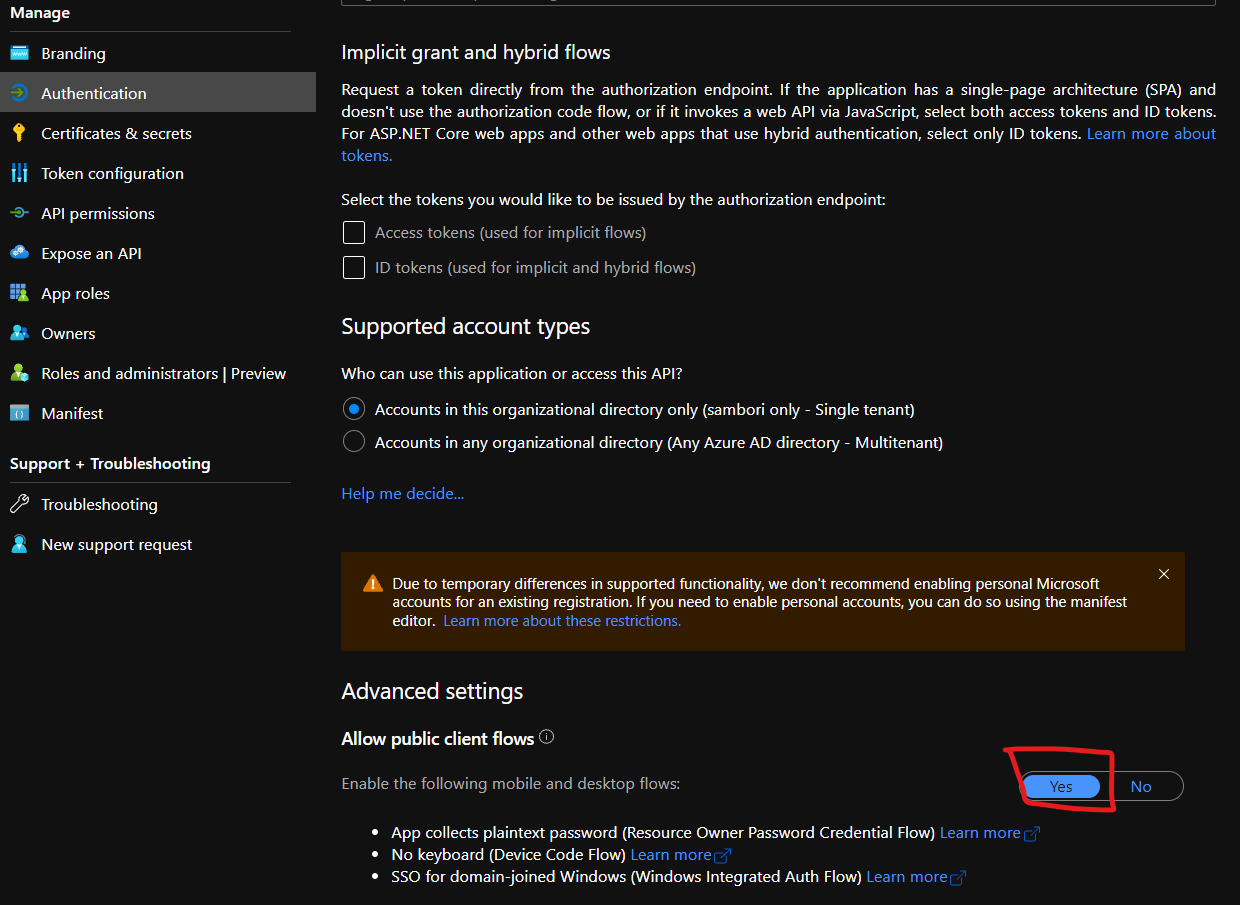 Manage
Branding
Authentication
Certificates & secrets
Token configuration
API permissions
Expose an API
App roles
Owners
Roles and administrators | Preview
Manifest
Support + Troubleshooting
Troubleshooting
New support request
Implicit grant and hybrid flows
Request a token directly from the authorization endpoint. If the application has a single-page architecture (SPA) and
doesn't use the authorization code flow, or if it invokes a web API via JavaScript, select both access tokens and ID tokens.
For ASP.NET Core web apps and other web apps that use hybrid authentication, select only ID tokens. Learn more about
tokens.
Select the tokens you would like to be issued by the authorization endpoint:
Access tokens (used for implicit flows)
ID tokens (used for implicit and hybrid flows)
Supported account types
Who can use this application or access this API?
Accounts in this organizational directory only (sambori only - Single tenant)
Accounts in any organizational directory (Any Azure AD directory - Multitenant)
Help me decide...
Due to temporary differences in supported functionality, we don't recommend enabling personal Microsoft
accounts for an existing registration. If you need to enable personal accounts, you can do so using the manifest
editor. Learn more about these restrictions.
Advanced settings
Allow public client flows
Enable the following mobile and desktop flows:
Yes No
App collects plaintext password (Resource Owner Password Credential Flow) Learn more
No keyboard (Device Code Flow) Learn more
SSO for domain-joined Windows (Windows Integrated Auth Flow) Learn more